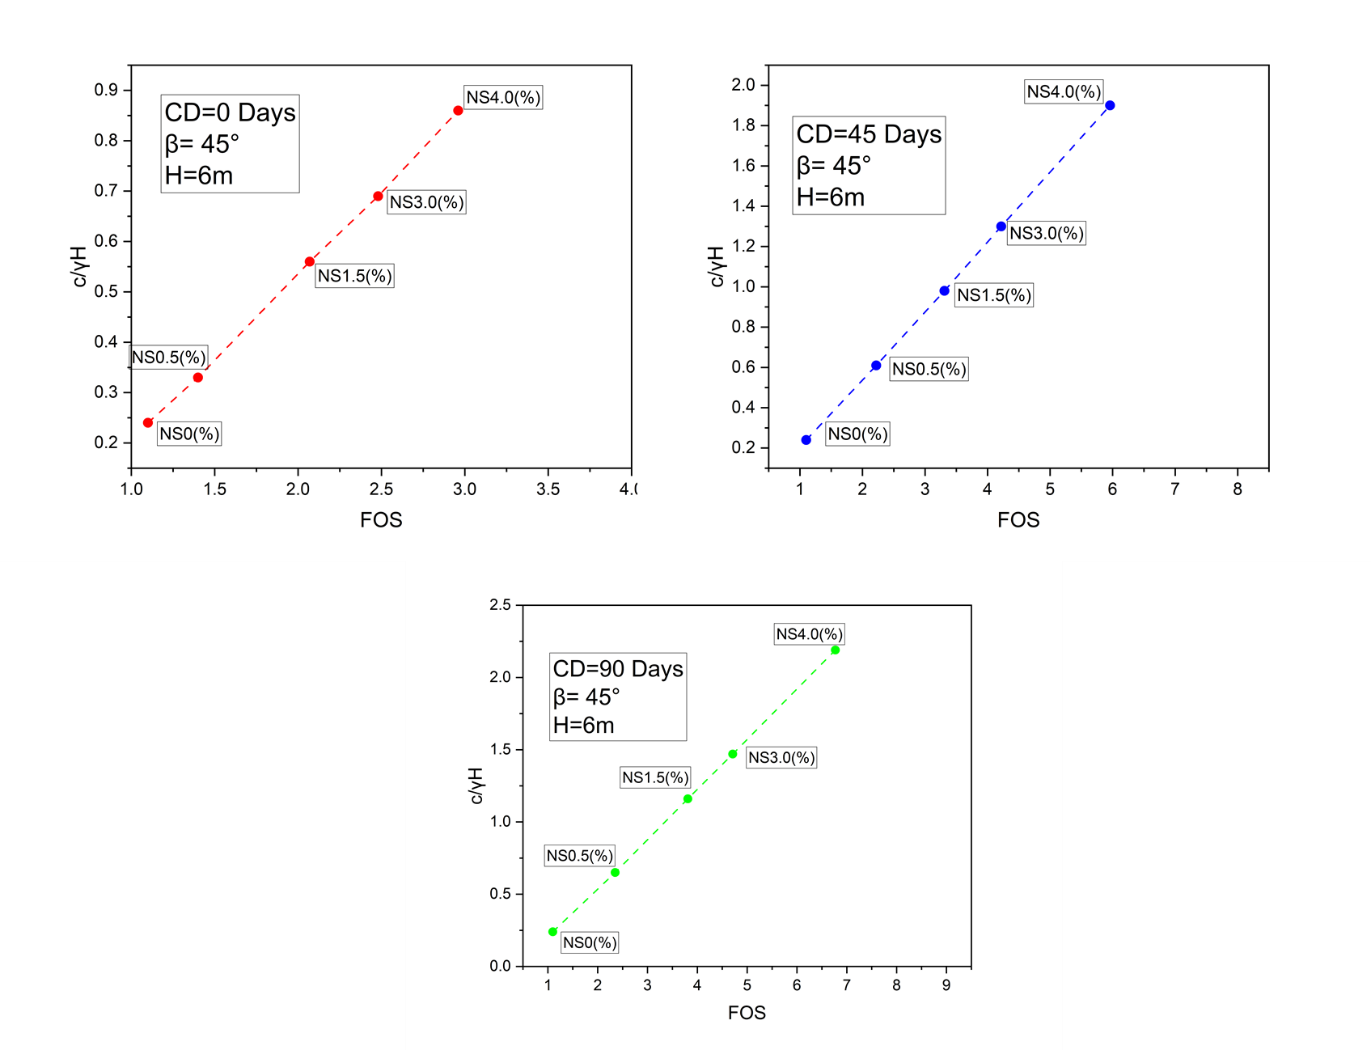 CD=0 Days
β= 45°
H=6m
NS4.0(%)
NS3.0(%)
NS1.5(%)
NS0.5(%)
NS0(%)
0.9
0.8
0.7
0.6
0.5
0.4
0.3
0.2
c/γH
1.0 1.5 2.0 2.5 3.0 3.5 4.0
FOS
CD=45 Days
β= 45°
H=6m
NS4.0(%)
NS3.0(%)
NS1.5(%)
NS0.5(%)
NS0(%)
2.0
1.8
1.6
1.4
1.2
1.0
0.8
0.6
0.4
0.2
c/γH
1 2 3 4 5 6 7 8
FOS
CD=90 Days
β= 45°
H=6m
NS4.0(%)
NS3.0(%)
NS1.5(%)
NS0.5(%)
NS0(%)
2.5
2.0
1.5
1.0
0.5
0.0
c/γH
1 2 3 4 5 6 7 8 9
FOS